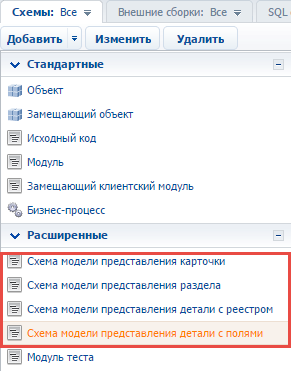 Схемы: Все Внешние сборки: Все SQL
Добавить Изменить Удалить
Стандартные
Объект
Замещающий объект
Исходный код
Модуль
Замещающий клиентский модуль
Бизнес-процесс
Расширенные
Схема модели представления карточки
Схема модели представления раздела
Схема модели представления детали с реестром
Схема модели представления детали с полями
Модуль теста